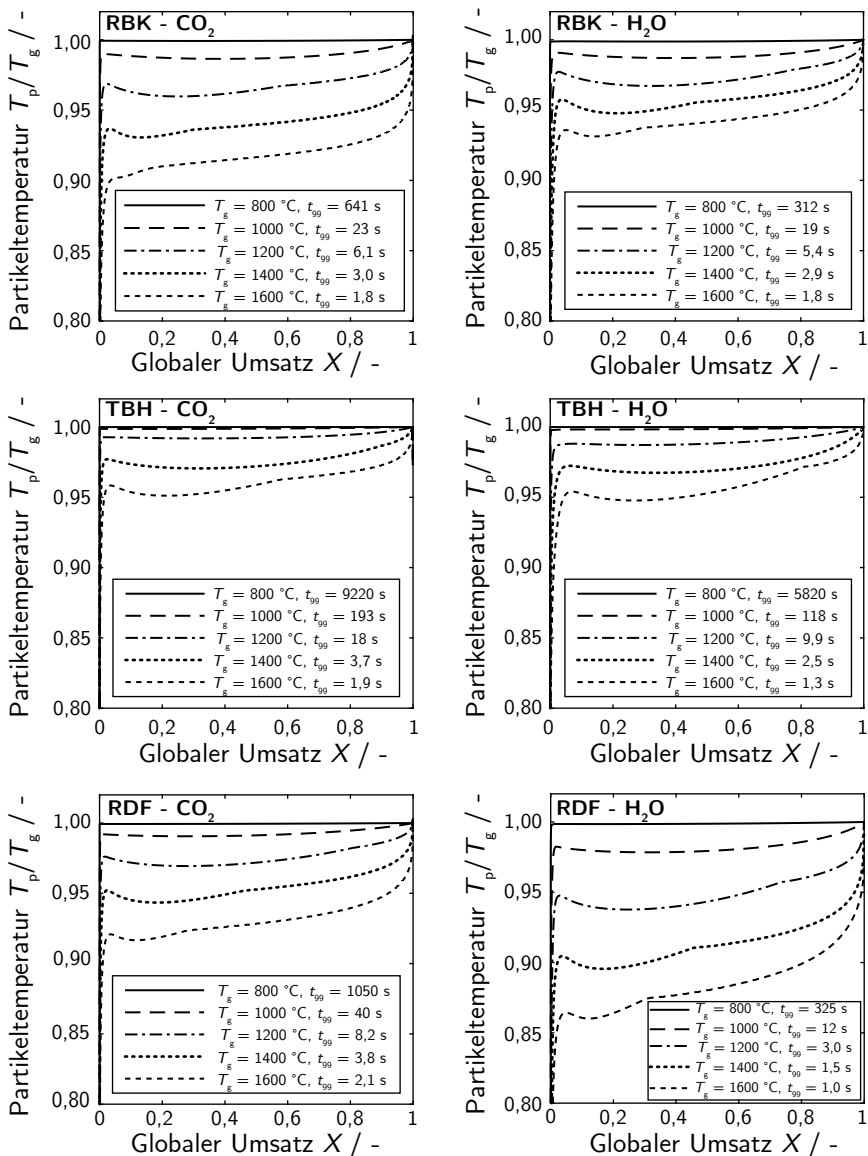 RBK - CO2
Partikeltemperatur Tp/Tg / -
1,00
0,95
0,90
0,85
0,80
Tg = 800 °C, t99 = 641 s
Tg = 1000 °C, t99 = 23 s
Tg = 1200 °C, t99 = 6,1 s
Tg = 1400 °C, t99 = 3,0 s
Tg = 1600 °C, t99 = 1,8 s
0 0,2 0,4 0,6 0,8 1
Globaler Umsatz X / -
RBK - H2O
Partikeltemperatur Tp/Tg / -
1,00
0,95
0,90
0,85
0,80
Tg = 800 °C, t99 = 312 s
Tg = 1000 °C, t99 = 19 s
Tg = 1200 °C, t99 = 5,4 s
Tg = 1400 °C, t99 = 2,9 s
Tg = 1600 °C, t99 = 1,8 s
0 0,2 0,4 0,6 0,8 1
Globaler Umsatz X / -
TBH - CO2
Partikeltemperatur Tp/Tg / -
1,00
0,95
0,90
0,85
0,80
Tg = 800 °C, t99 = 9220 s
Tg = 1000 °C, t99 = 193 s
Tg = 1200 °C, t99 = 18 s
Tg = 1400 °C, t99 = 3,7 s
Tg = 1600 °C, t99 = 1,9 s
0 0,2 0,4 0,6 0,8 1
Globaler Umsatz X / -
TBH - H2O
Partikeltemperatur Tp/Tg / -
1,00
0,95
0,90
0,85
0,80
Tg = 800 °C, t99 = 5820 s
Tg = 1000 °C, t99 = 118 s
Tg = 1200 °C, t99 = 9,9 s
Tg = 1400 °C, t99 = 2,5 s
Tg = 1600 °C, t99 = 1,3 s
0 0,2 0,4 0,6 0,8 1
Globaler Umsatz X / -
RDF - CO2
Partikeltemperatur Tp/Tg / -
1,00
0,95
0,90
0,85
0,80
Tg = 800 °C, t99 = 1050 s
Tg = 1000 °C, t99 = 40 s
Tg = 1200 °C, t99 = 8,2 s
Tg = 1400 °C, t99 = 3,8 s
Tg = 1600 °C, t99 = 2,1 s
0 0,2 0,4 0,6 0,8 1
Globaler Umsatz X / -
RDF - H2O
Partikeltemperatur Tp/Tg / -
1,00
0,95
0,90
0,85
0,80
Tg = 800 °C, t99 = 325 s
Tg = 1000 °C, t99 = 12 s
Tg = 1200 °C, t99 = 3,0 s
Tg = 1400 °C, t99 = 1,5 s
Tg = 1600 °C, t99 = 1,0 s
0 0,2 0,4 0,6 0,8 1
Globaler Umsatz X / -